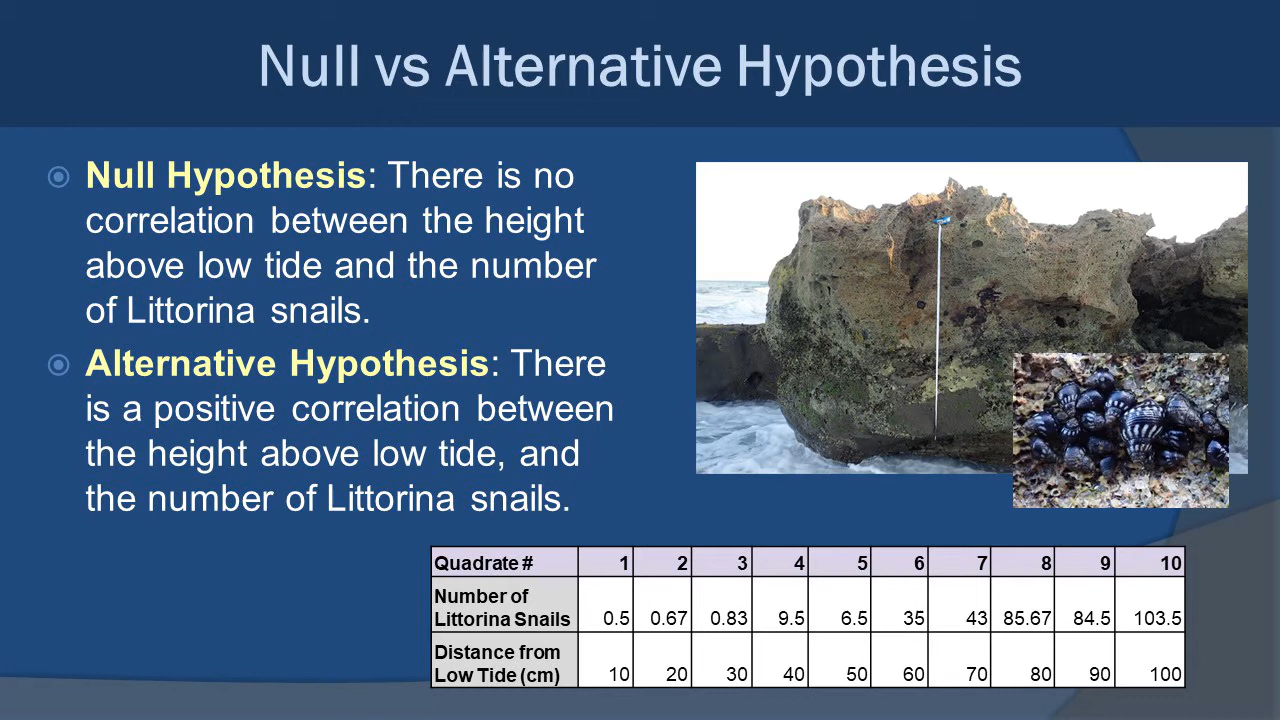 Null vs Alternative Hypothesis
Null Hypothesis: There is no
correlation between the height
above low tide and the number
of Littorina snails.
Alternative Hypothesis: There
is a positive correlation between
the height above low tide, and
the number of Littorina snails.
Quadrate # 1 2 3 4 5 6 7 8 9 10
Number of
Littorina Snails 0.5 0.67 0.83 9.5 6.5 35 43 85.67 84.5 103.5
Distance from
Low Tide (cm) 10 20 30 40 50 60 70 80 90 100